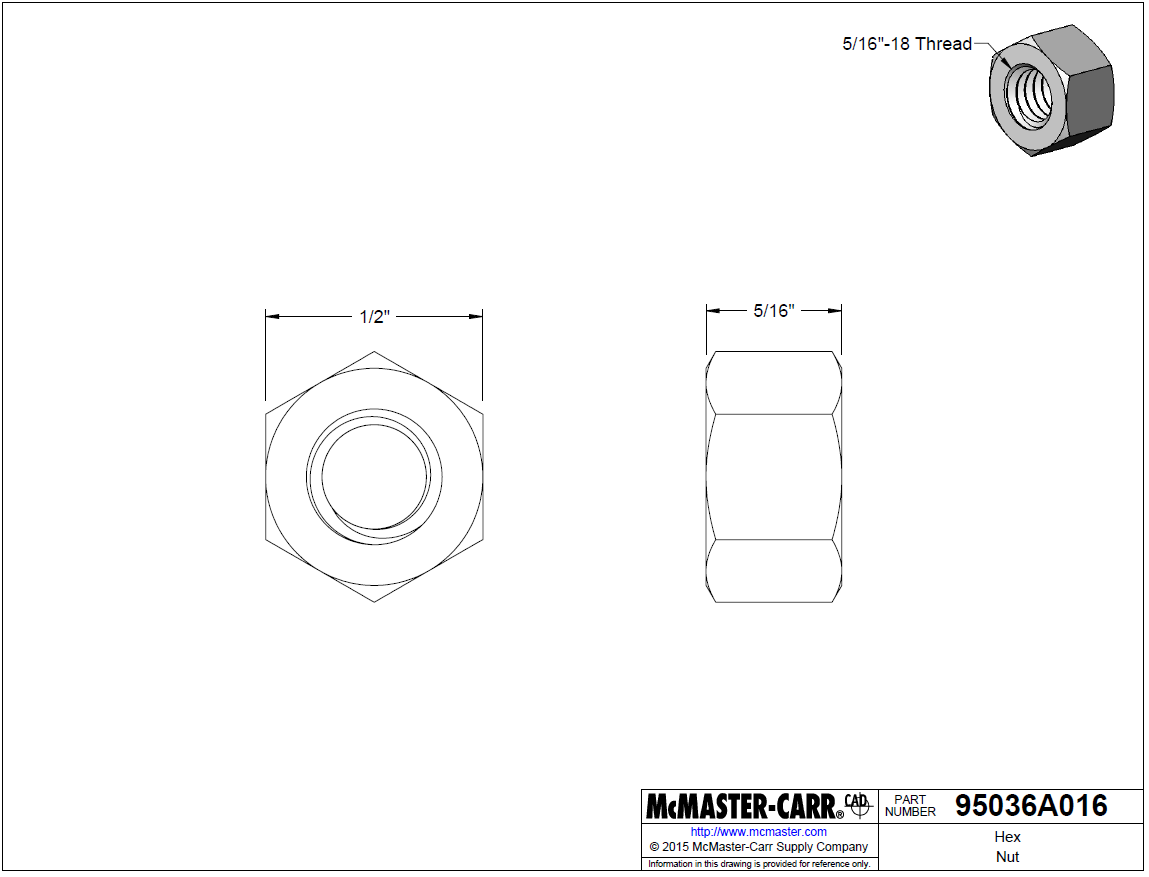 5/16"-18 Thread
1/2"
5/16"
McMASTER-CARR® CAD
http://www.mcmaster.com
© 2015 McMaster-Carr Supply Company
Information in this drawing is provided for reference only.
PART
NUMBER
95036A016
Hex
Nut